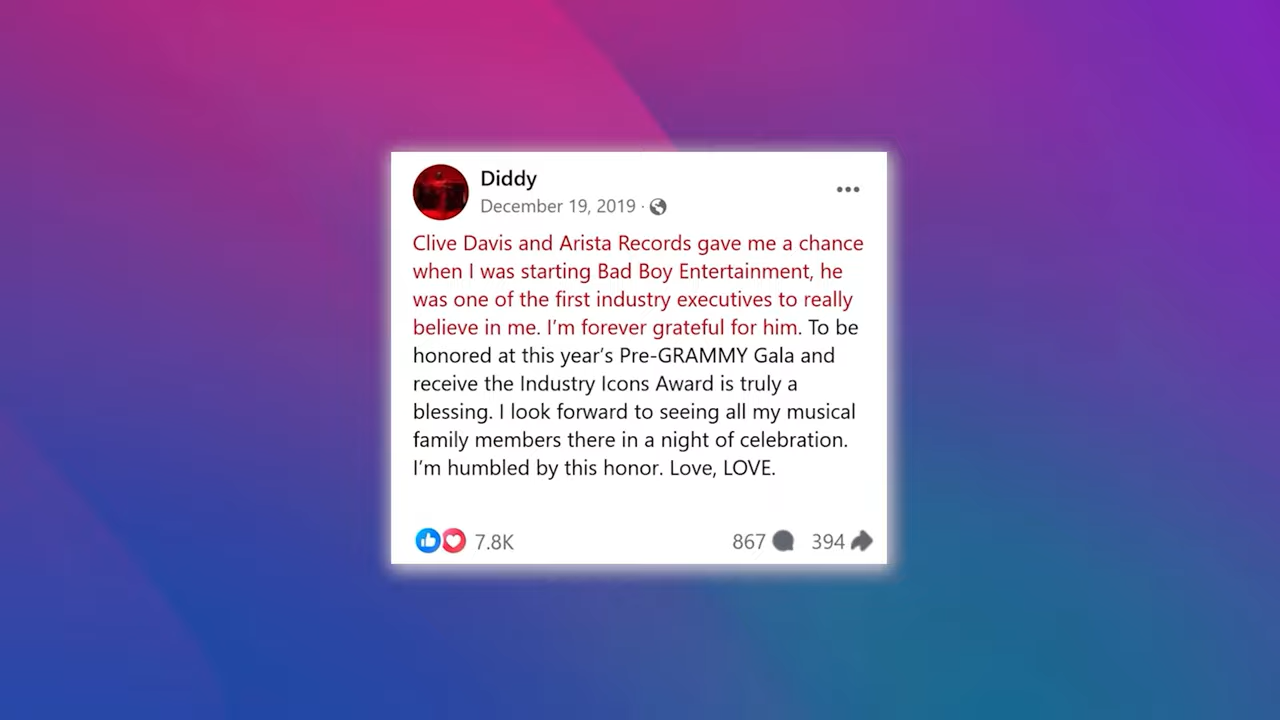 Diddy
December 19, 2019 ·
Clive Davis and Arista Records gave me a chance
when I was starting Bad Boy Entertainment, he
was one of the first industry executives to really
believe in me. I’m forever grateful for him. To be
honored at this year’s Pre-GRAMMY Gala and
receive the Industry Icons Award is truly a
blessing. I look forward to seeing all my musical
family members there in a night of celebration.
I’m humbled by this honor. Love, LOVE.
7.8K 867 394